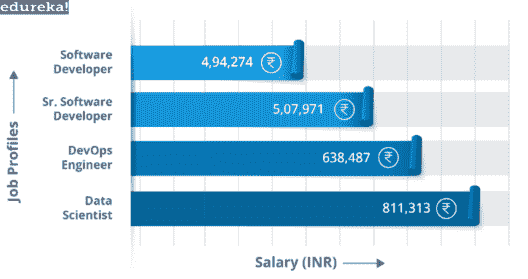 edureka!
Software
Developer
4,94,274 ₹
Sr. Software
Developer
5,07,971 ₹
DevOps
Engineer
638,487 ₹
Data
Scientist
811,313 ₹
Job Profiles
Salary (INR)